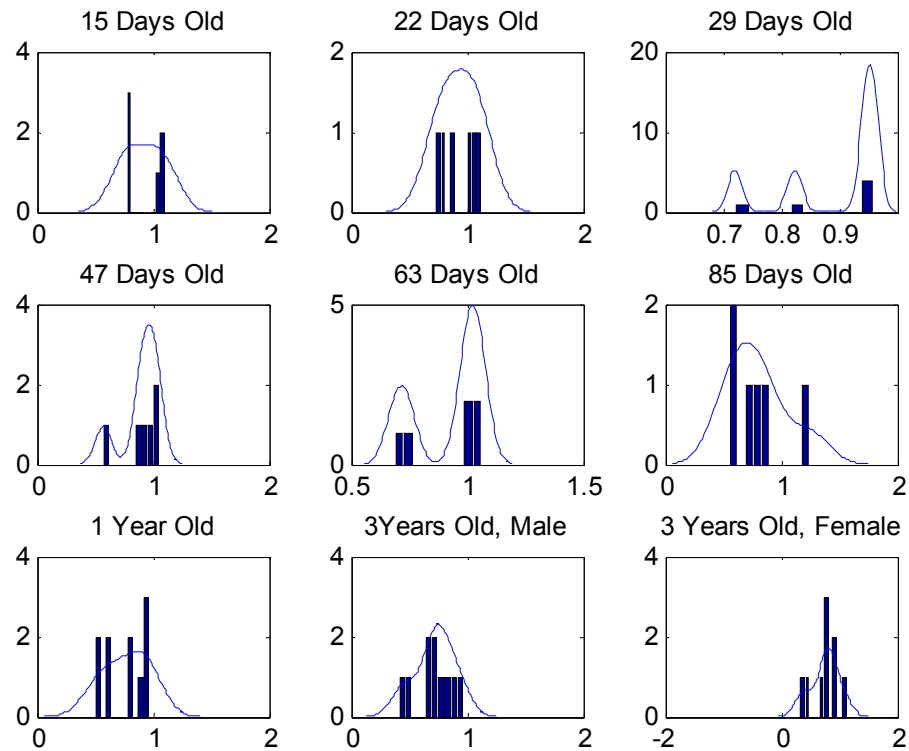 15 Days Old
22 Days Old
29 Days Old
4
2
0
0 1 2
2
1
0
0 1 2
20
10
0
0.7 0.8 0.9
47 Days Old
63 Days Old
85 Days Old
4
2
0
0 1 2
5
0
0.5 1 1.5
2
1
0
0 1 2
1 Year Old
3Years Old, Male
3 Years Old, Female
4
2
0
0 1 2
4
2
0
0 1 2
4
2
0
-2 0 2